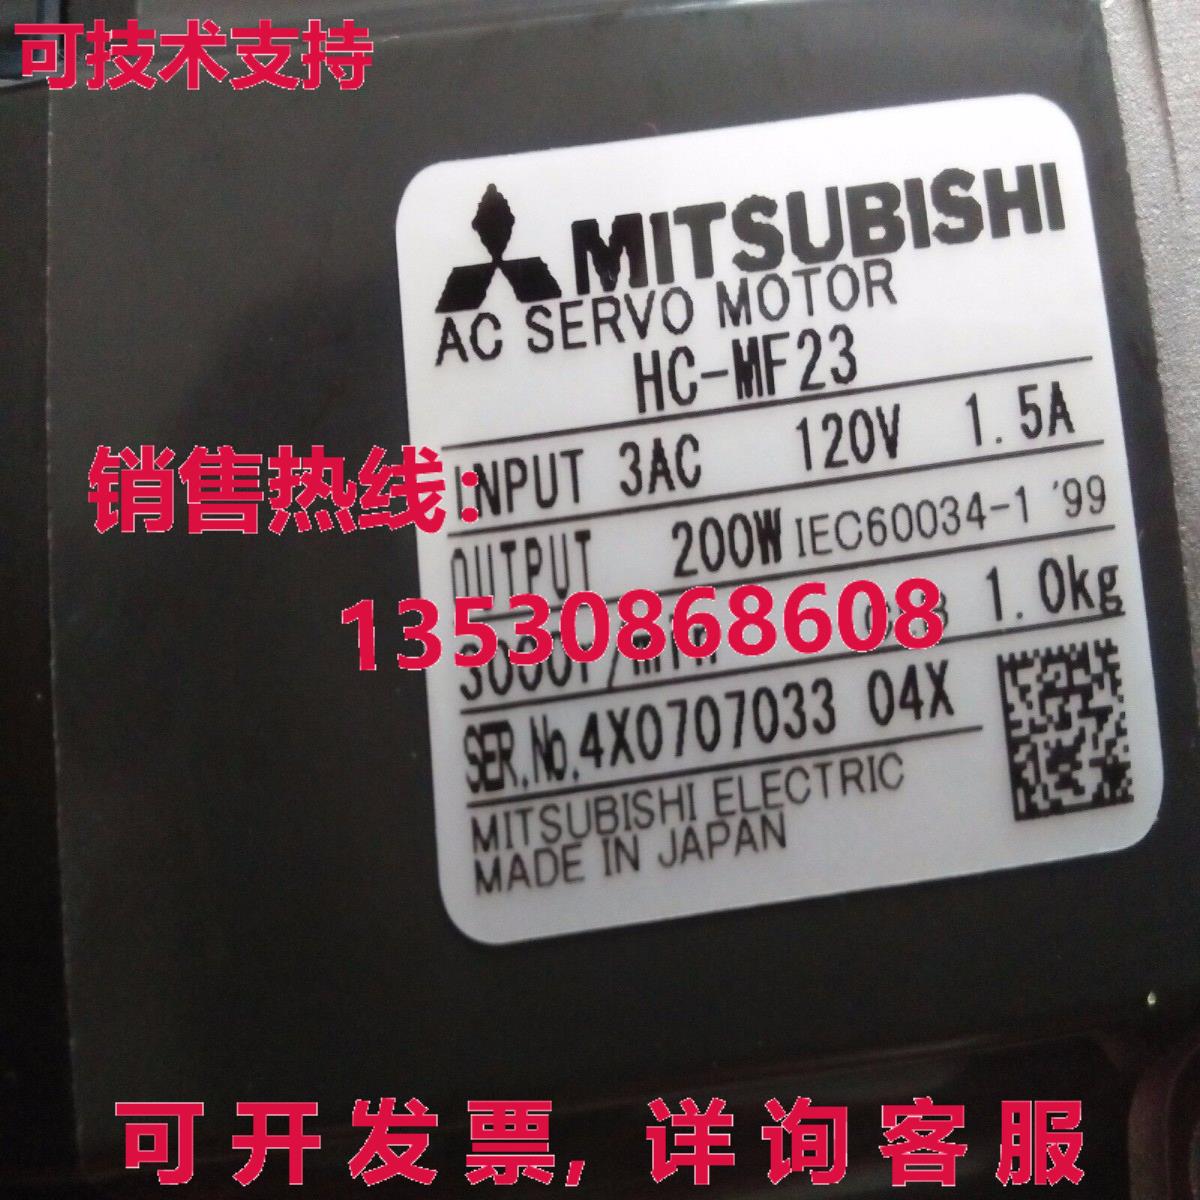 可技术支持
MITSUBISHI
AC SERVO MOTOR
HC-MF23
INPUT 3AC 120V 1.5A
销售热线:
OUTPUT 200W IEC60034-1 '99
13530868608
3000r/min 1.0kg
SER.No.4X0707033 04X
MITSUBISHI ELECTRIC
MADE IN JAPAN
可开发票, 详询客服